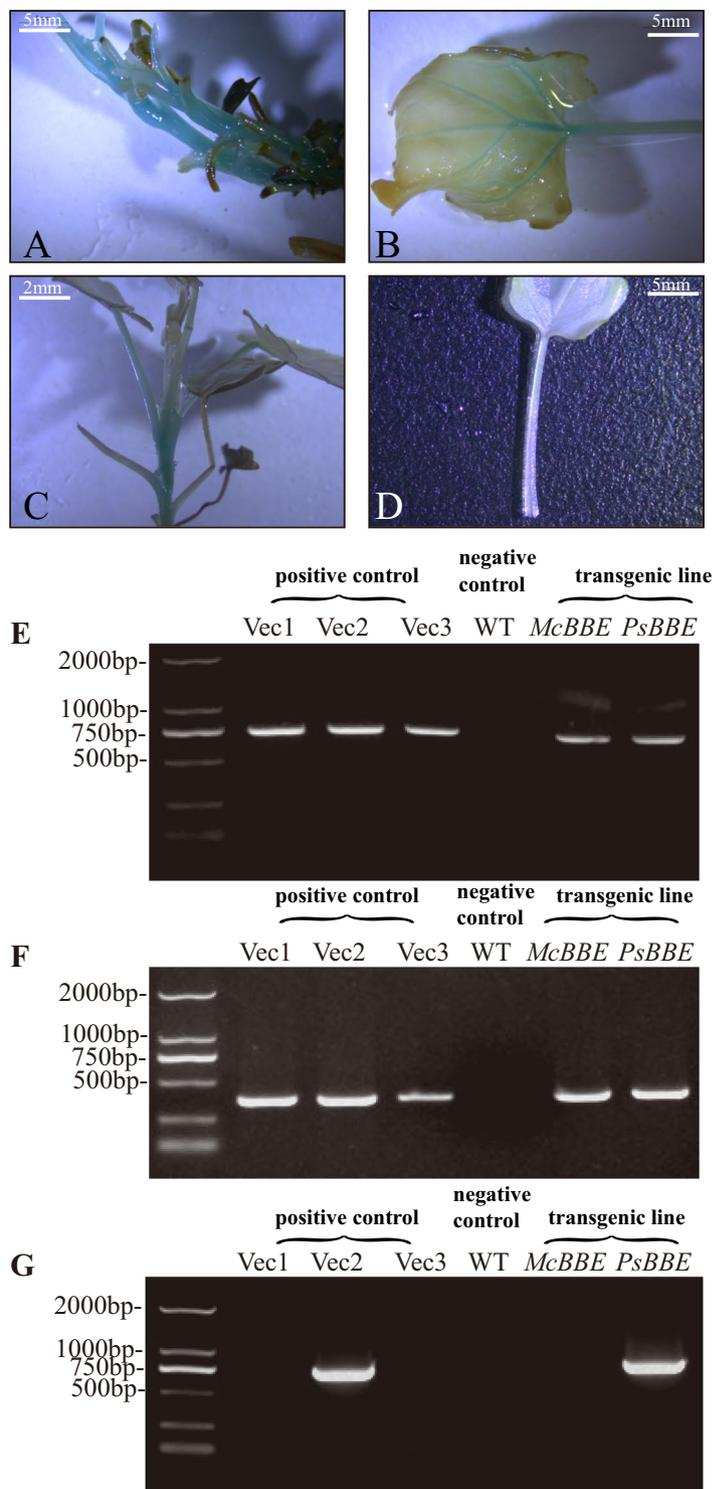 5mm
5mm
A
B
2mm
5mm
C
D
negative
control
positive control
transgenic line
E
Vec1 Vec2 Vec3 WT McBBE PsBBE
2000bp-
1000bp-
750bp-
500bp-
positive control
negative
control
transgenic line
F
Vec1 Vec2 Vec3 WT McBBE PsBBE
2000bp-
1000bp-
750bp-
500bp-
negative
control
positive control
transgenic line
G
Vec1 Vec2 Vec3 WT McBBE PsBBE
2000bp-
1000bp-
750bp-
500bp-